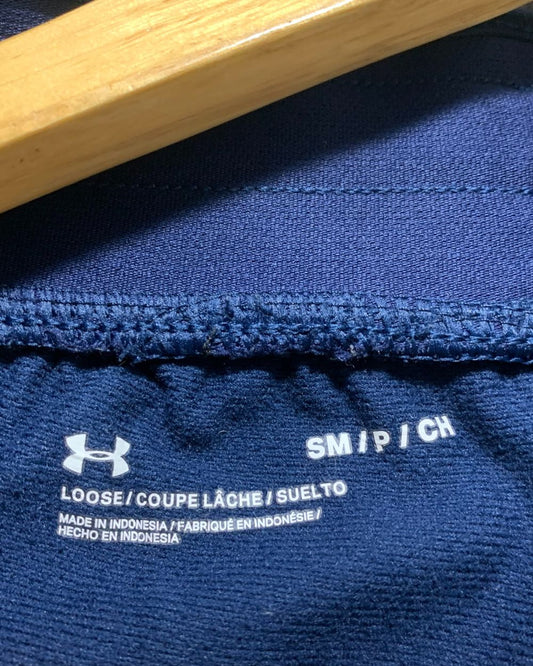 SM / P / CH
LOOSE / COUPE LÂCHE / SUELTO
MADE IN INDONESIA / FABRIQUÉ EN INDONÉSIE /
HECHO EN INDONESIA